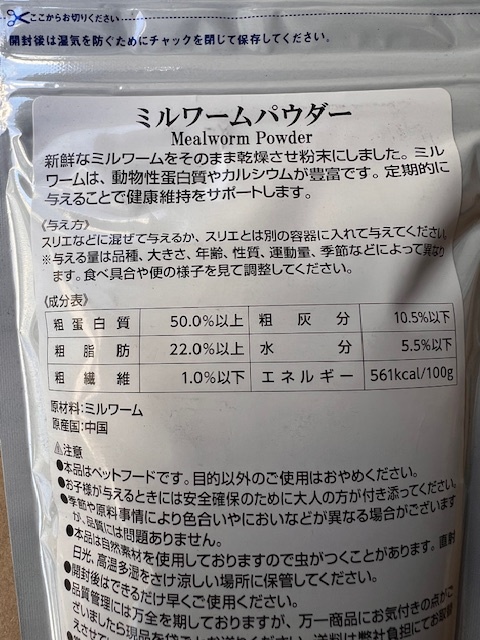 ここからお切りください
開封後は湿気を防ぐためにチャックを閉じて保存してください。
ミルワームパウダー
Mealworm Powder
新鮮なミルワームをそのまま乾燥させ粉末にしました。ミル
ワームは、動物性蛋白質やカルシウムが豊富です。定期的に
与えることで健康維持をサポートします。
《与え方》
スリエなどに混ぜて与えるか、スリエとは別の容器に入れて与えてください。
※与える量は品種、大きさ、年齢、性質、運動量、季節などによって異なり
ます。食べ具合や便の様子を見て調整してください。
《成分表》
粗蛋白質 50.0%以上 粗灰分 10.5%以下
粗脂肪 22.0%以上 水分 5.5%以下
粗繊維 1.0%以下 エネルギー 561kcal/100g
原材料:ミルワーム
原産国:中国
⚠注意
●本品はペットフードです。目的以外のご使用はおやめください。
●お子様が与えるときには安全確保のために大人の方が付き添ってください。
●季節や原料事情により色合いやにおいなどが異なる場合がございます
が、品質には問題ありません。
●本品は自然素材を使用しておりますので虫がつくことがあります。直射
日光、高温多湿をさけ涼しい場所に保管してください。
●開封後はできるだけ早くご使用ください。
●品質管理には万全を期しておりますが、万一商品にお気付きの点がご
ざいましたら現品を